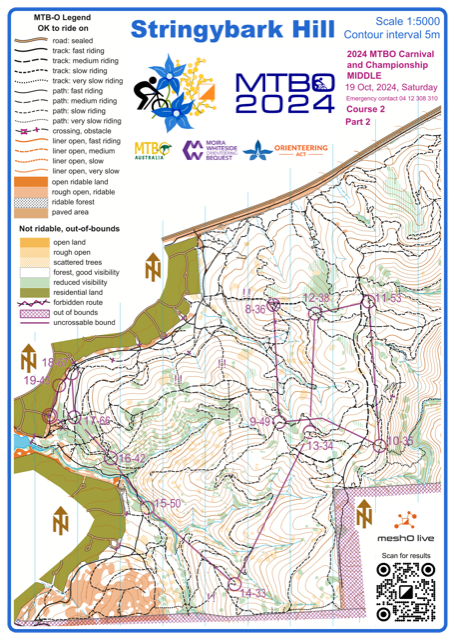 MTB-O Legend
OK to ride on
road: sealed
track: fast riding
track: medium riding
track: slow riding
track: very slow riding
path: fast riding
path: medium riding
path: slow riding
path: very slow riding
crossing, obstacle
liner open, fast riding
liner open, medium
liner open, slow
liner open, very slow
open ridable land
rough open, ridable
ridable forest
paved area
Not ridable, out-of-bounds
open land
rough open
scattered trees
forest, good visibility
reduced visibility
residential land
forbidden route
out of bounds
uncrossable bound
Stringybark Hill
Scale 1:5000
Contour interval 5m
2024 MTBO Carnival
and Championship
MIDDLE
19 Oct, 2024, Saturday
Emergency contact 04 12 308 310
Course 2
Part 2
MTBO
2024
MTBO
AUSTRALIA
MOIRA
WHITESIDE
ORIENTEERING
BEQUEST
ORIENTEERING
ACT
N
8-36
12-38
11-53
N
19-4
17-66
9-49
13-34
10-35
16-42
15-50
14-33
N
N
meshO live
Scan for results